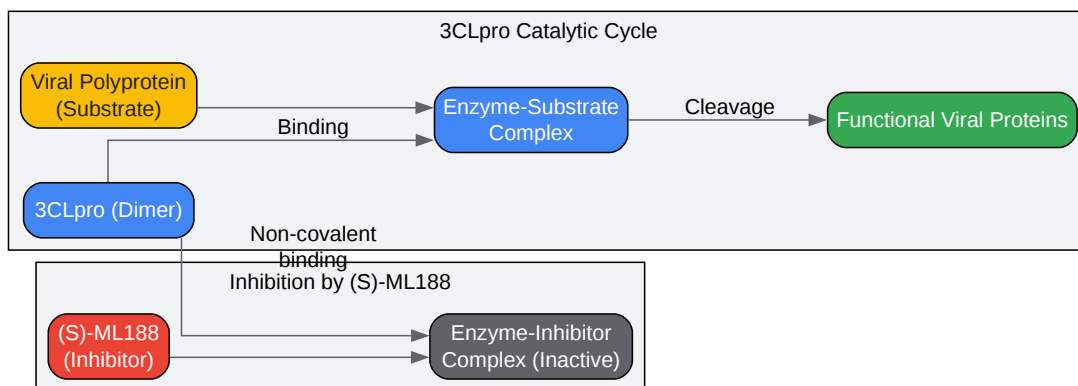 3CLpro Catalytic Cycle
Viral Polyprotein
(Substrate)
Binding
Enzyme-Substrate
Complex
Cleavage
Functional Viral Proteins
3CLpro (Dimer)
Non-covalent
binding
Inhibition by (S)-ML188
(S)-ML188
(Inhibitor)
Enzyme-Inhibitor
Complex (Inactive)